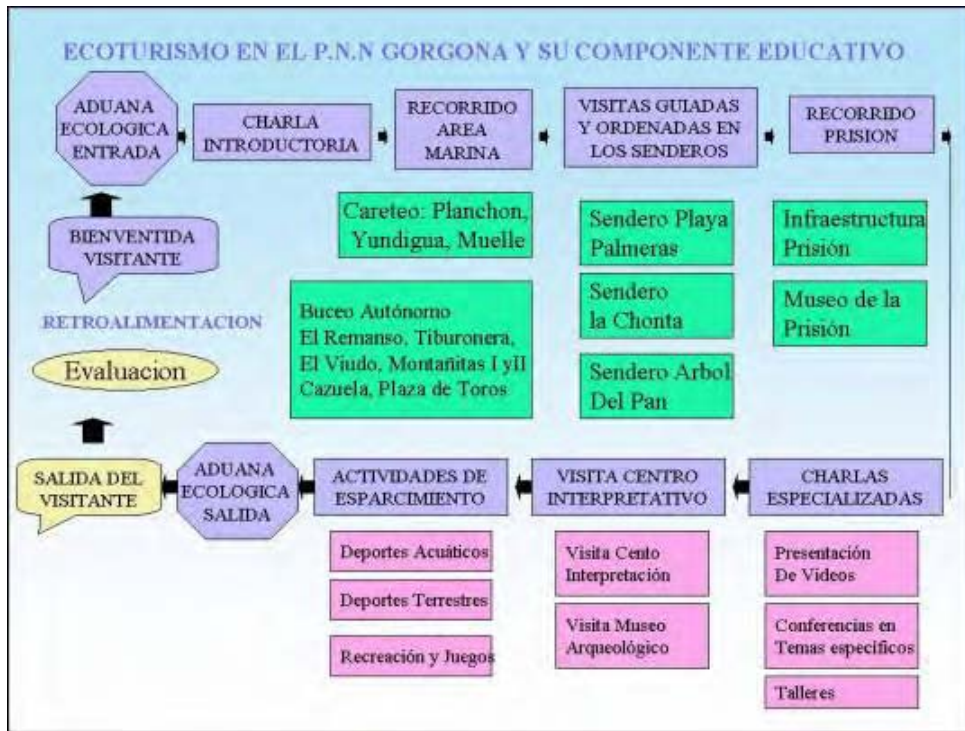 ECOTURISMO EN EL P.N.N GORGONA Y SU COMPONENTE EDUCATIVO
ADUANA
ECOLOGICA
ENTRADA
CHARLA
INTRODUCTORIA
RECORRIDO
AREA
MARINA
VISITAS GUIADAS
Y ORDENADAS EN
LOS SENDEROS
RECORRIDO
PRISION
BIENVENTIDA
VISITANTE
Careteo: Planchon,
Yundigua, Muelle
Sendero Playa
Palmeras
Infraestructura
Prisión
RETROALIMENTACION
Evaluacion
Buceo Autónomo
El Remanso, Tiburonera,
El Viudo, Montañitas I yII
Cazuela, Plaza de Toros
Sendero
la Chonta
Museo de la
Prisión
Sendero Arbol
Del Pan
SALIDA DEL
VISITANTE
ADUANA
ECOLOGICA
SALIDA
ACTIVIDADES DE
ESPARCIMIENTO
VISITA CENTRO
INTERPRETATIVO
CHARLAS
ESPECIALIZADAS
Deportes Acuáticos
Deportes Terrestres
Recreación y Juegos
Visita Cento
Interpretación
Visita Museo
Arqueológico
Presentación
De Videos
Conferencias en
Temas especificos
Talleres